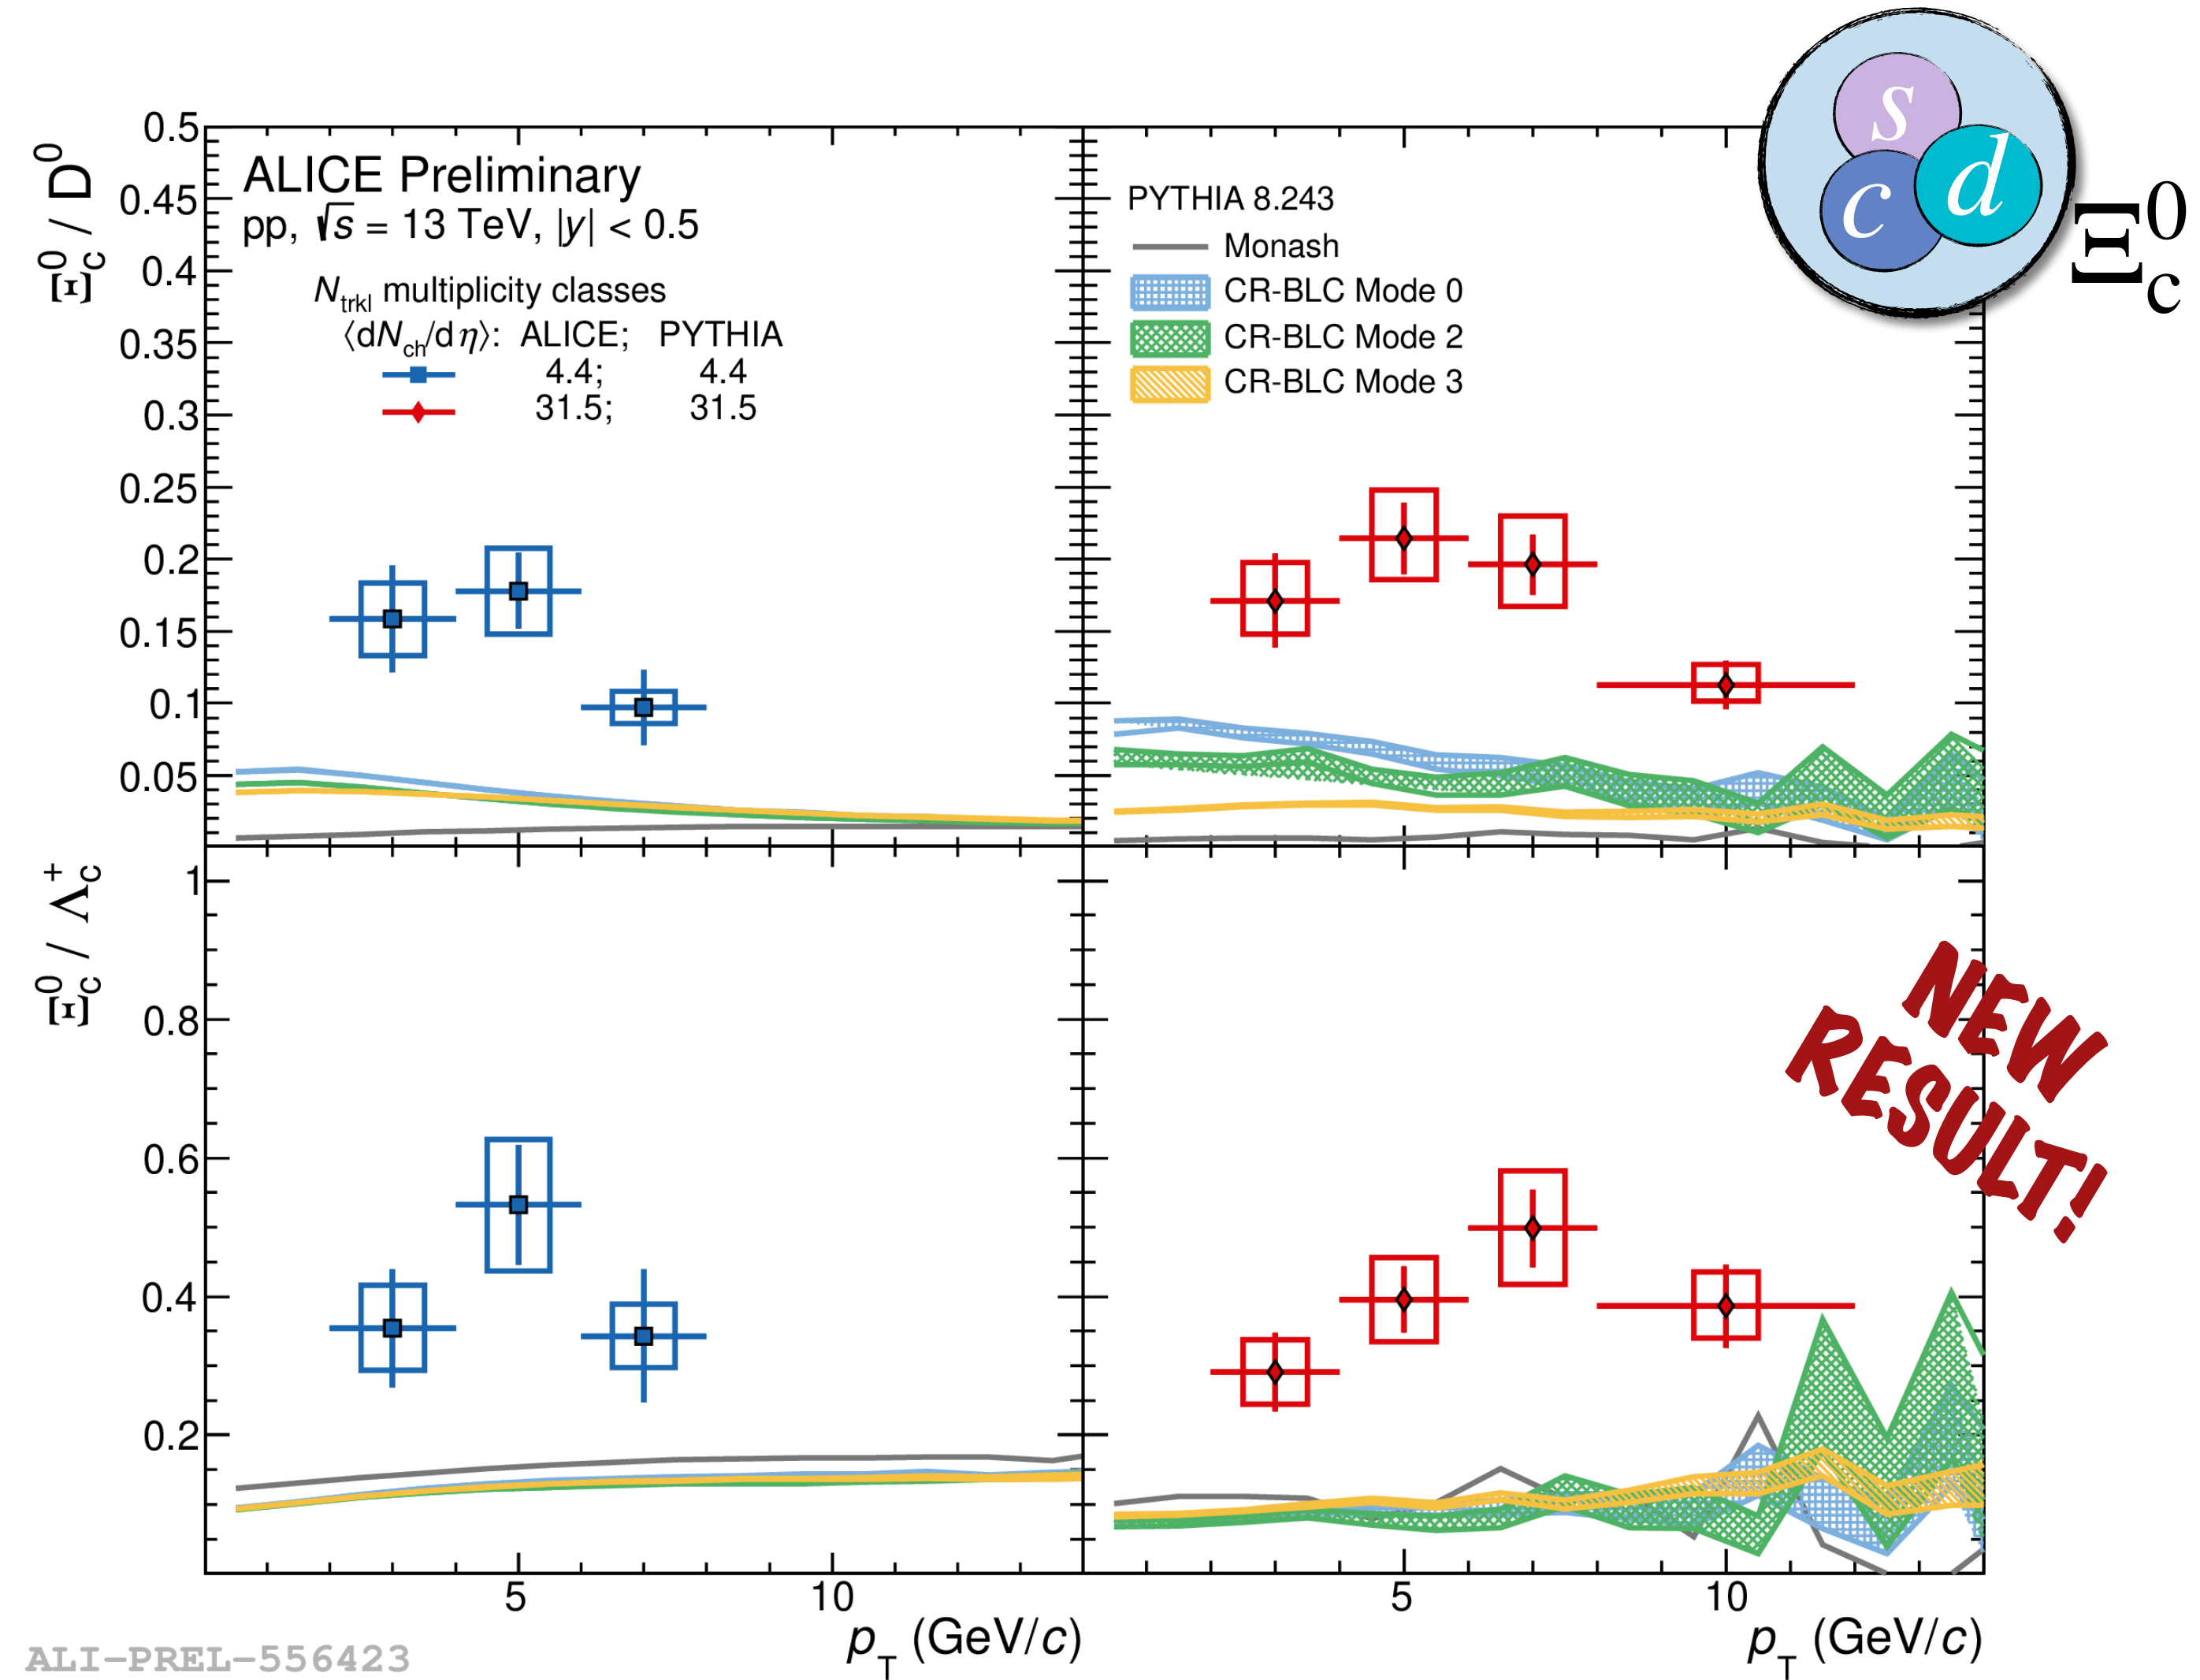 Ξc0 / D0
0.5
0.45
0.4
0.35
0.3
0.25
0.2
0.15
0.1
0.05
ALICE Preliminary
pp, √s = 13 TeV, |y| < 0.5
Ntrkl multiplicity classes
⟨dNch/dη⟩: ALICE; PYTHIA
4.4; 4.4
31.5; 31.5
PYTHIA 8.243
Monash
CR-BLC Mode 0
CR-BLC Mode 2
CR-BLC Mode 3
s
c d
Ξc0
Ξc0 / Λc+
1
0.8
0.6
0.4
0.2
NEW
RESULT!
5 10 5 10
pT (GeV/c) pT (GeV/c)
ALI-PREL-556423